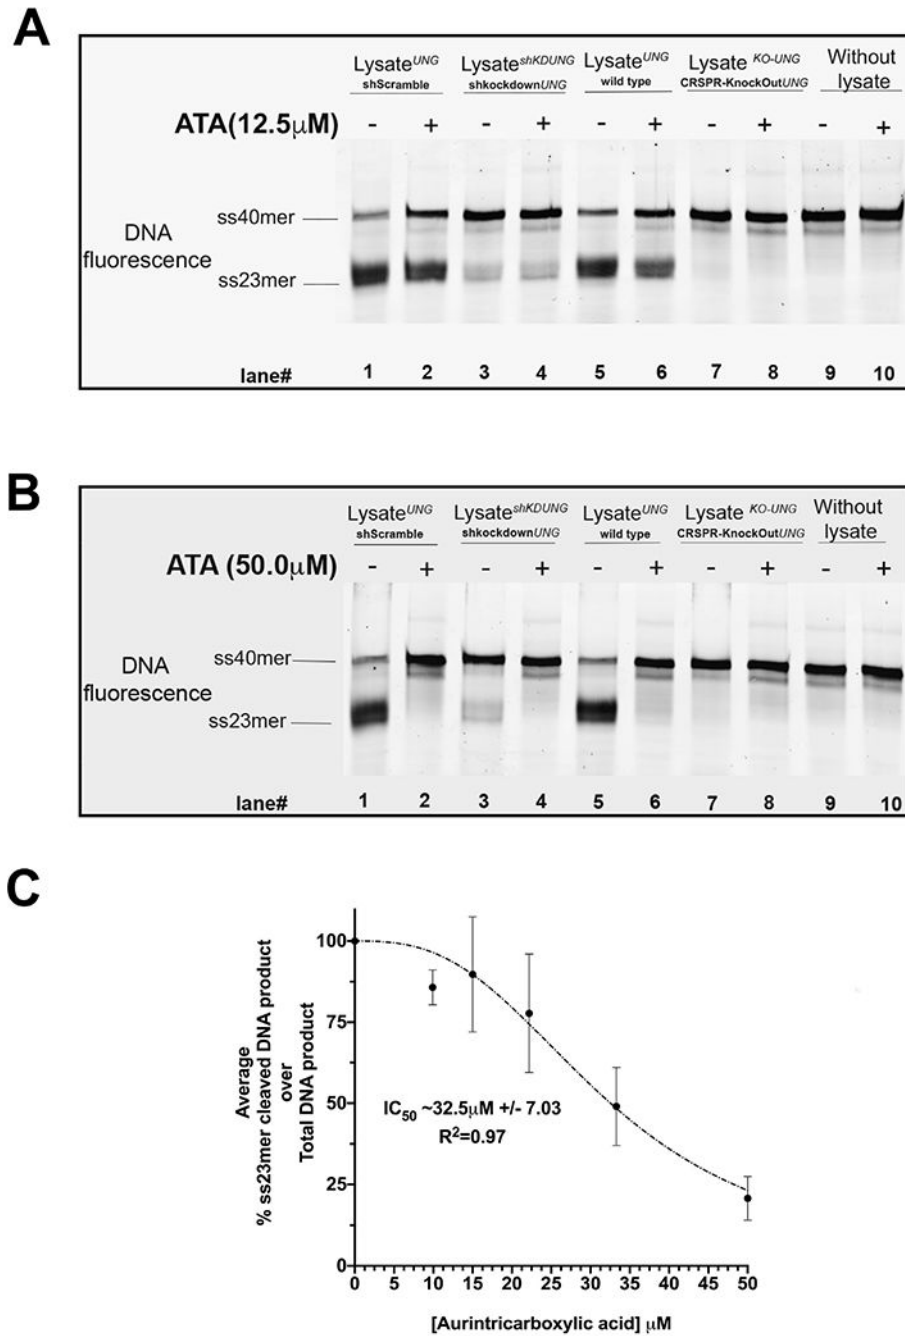 A
Lysate^UNG Lysate^shKDUNG Lysate^UNG Lysate ^KO-UNG Without
shScramble shkockdownUNG wild type CRSPR-KnockOutUNG lysate
ATA(12.5μM) - + - + - + - + - +
ss40mer
DNA
fluorescence
ss23mer
lane# 1 2 3 4 5 6 7 8 9 10
B
Lysate^UNG Lysate^shKDUNG Lysate^UNG Lysate ^KO-UNG Without
shScramble shkockdownUNG wild type CRSPR-KnockOutUNG lysate
ATA (50.0μM) - + - + - + - + - +
ss40mer
DNA
fluorescence
ss23mer
lane# 1 2 3 4 5 6 7 8 9 10
C
Average
% ss23mer cleaved DNA product
over
Total DNA product
100
75
50
25
0
IC50 ~32.5μM +/- 7.03
R²=0.97
0 5 10 15 20 25 30 35 40 45 50
[Aurintricarboxylic acid] μM